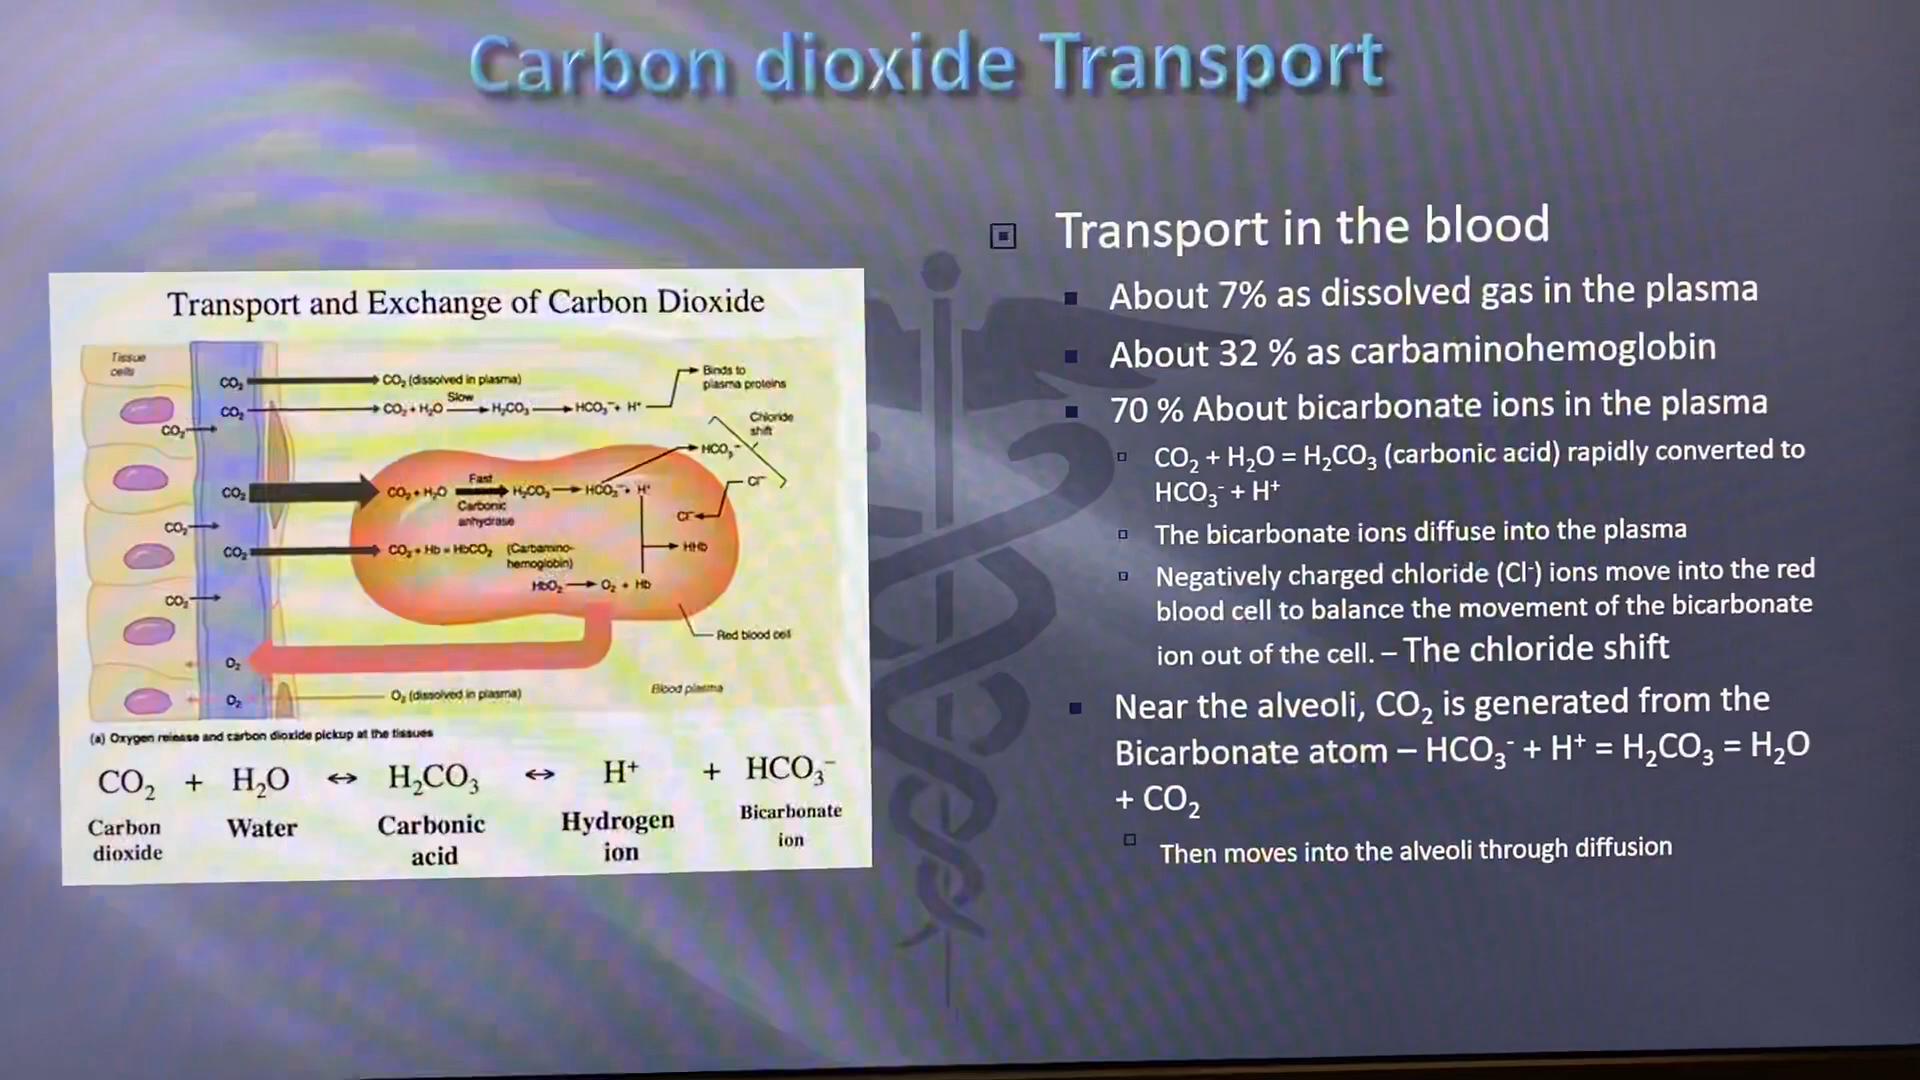 Carbon dioxide Transport
Transport and Exchange of Carbon Dioxide
Tissue
cells
CO₂
CO₂ (dissolved in plasma)
Binds to
plasma proteins
CO₂
CO₂ + H₂O
Slow
H₂CO₃
HCO₃⁻ + H⁺
CO₂
Chloride
shift
HCO₃⁻
CO₂
CO₂ + H₂O
Fast
Carbonic
anhydrase
H₂CO₃
HCO₃⁻ + H⁺
Cl⁻
Cl⁻
CO₂
CO₂
CO₂ + Hb = HbCO₂
(Carbamino-
hemoglobin)
HHb
HbO₂
O₂ + Hb
CO₂
Red blood cell
O₂
O₂
O₂ (dissolved in plasma)
Blood plasma
(a) Oxygen release and carbon dioxide pickup at the tissues
CO₂ + H₂O ↔ H₂CO₃ ↔ H⁺ + HCO₃⁻
Carbon
dioxide
Water
Carbonic
acid
Hydrogen
ion
Bicarbonate
ion
Transport in the blood
About 7% as dissolved gas in the plasma
About 32 % as carbaminohemoglobin
70 % About bicarbonate ions in the plasma
CO₂ + H₂O = H₂CO₃ (carbonic acid) rapidly converted to
HCO₃⁻ + H⁺
The bicarbonate ions diffuse into the plasma
Negatively charged chloride (Cl⁻) ions move into the red
blood cell to balance the movement of the bicarbonate
ion out of the cell. – The chloride shift
Near the alveoli, CO₂ is generated from the
Bicarbonate atom – HCO₃⁻ + H⁺ = H₂CO₃ = H₂O
+ CO₂
Then moves into the alveoli through diffusion